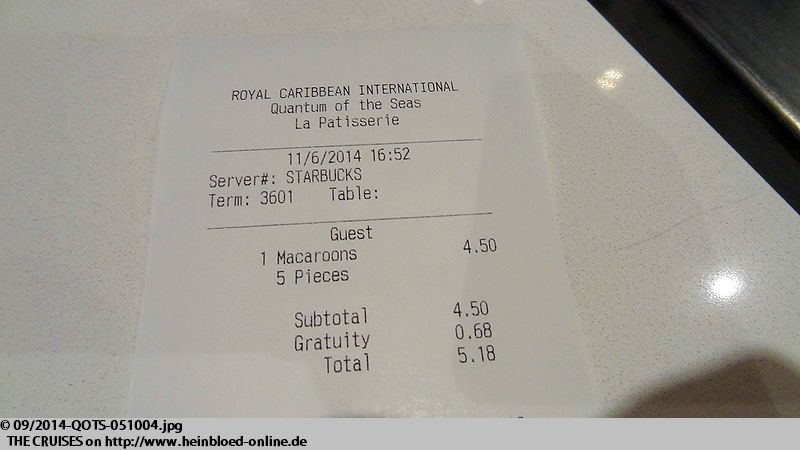 ROYAL CARIBBEAN INTERNATIONAL
Quantum of the Seas
La Patisserie
11/6/2014 16:52
Server#: STARBUCKS
Term: 3601 Table:
Guest
1 Macaroons 4.50
5 Pieces
Subtotal 4.50
Gratuity 0.68
Total 5.18
© 09/2014-QOTS-051004.jpg
THE CRUISES on http://www.heinbloed-online.de